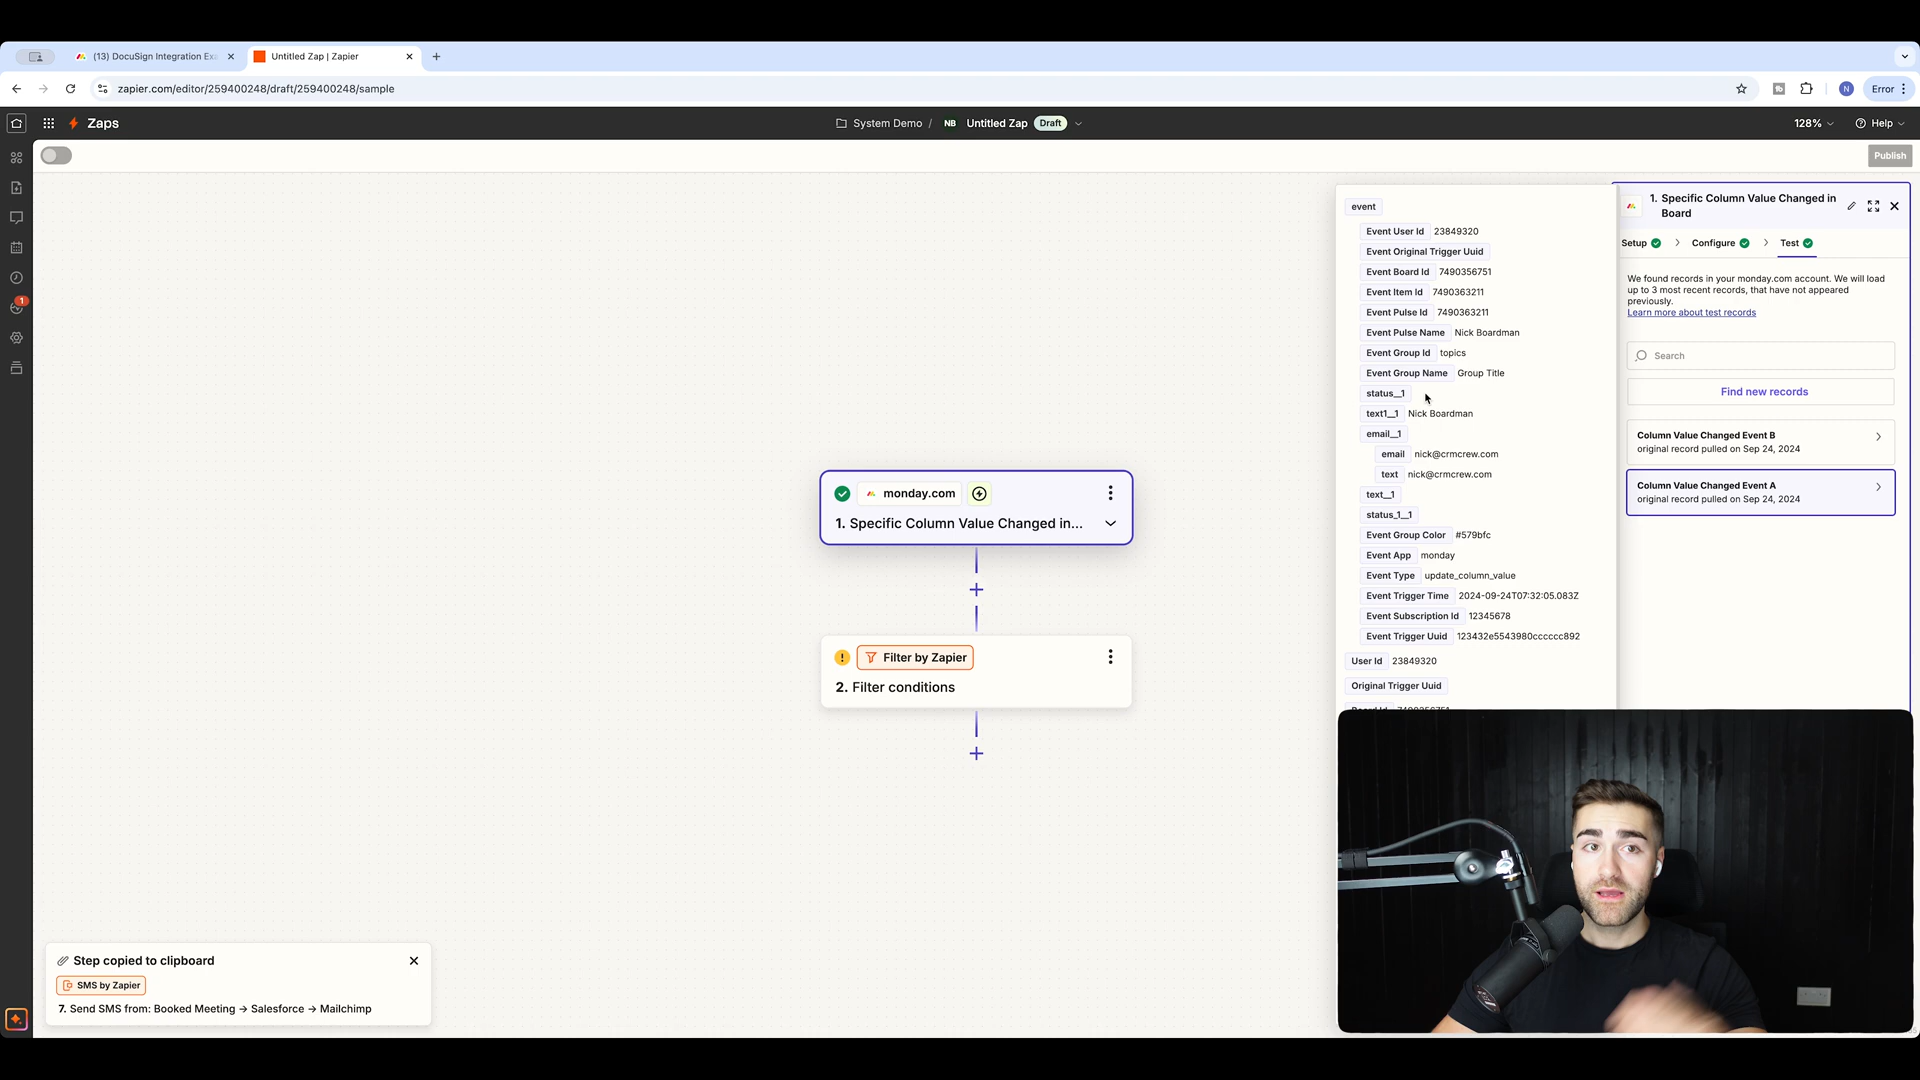 (13) DocuSign Integration Exa
Untitled Zap | Zapier
zapier.com/editor/259400248/draft/259400248/sample
N
Error
Zaps
System Demo / NB Untitled Zap Draft
128%
Help
Publish
1
event
Event User Id 23849320
Event Original Trigger Uuid
Event Board Id 7490356751
Event Item Id 7490363211
Event Pulse Id 7490363211
Event Pulse Name Nick Boardman
Event Group Id topics
Event Group Name Group Title
status__1
text1__1 Nick Boardman
email__1
email nick@crmcrew.com
text nick@crmcrew.com
text__1
status_1__1
Event Group Color #579bfc
Event App monday
Event Type update_column_value
Event Trigger Time 2024-09-24T07:32:05.083Z
Event Subscription Id 12345678
Event Trigger Uuid 123432e5543980cccccc892
User Id 23849320
Original Trigger Uuid
1. Specific Column Value Changed in
Board
Setup
Configure
Test
We found records in your monday.com account. We will load
up to 3 most recent records, that have not appeared
previously.
Learn more about test records
Search
Find new records
Column Value Changed Event B
original record pulled on Sep 24, 2024
Column Value Changed Event A
original record pulled on Sep 24, 2024
monday.com
1. Specific Column Value Changed in...
Filter by Zapier
2. Filter conditions
Step copied to clipboard
SMS by Zapier
7. Send SMS from: Booked Meeting → Salesforce → Mailchimp